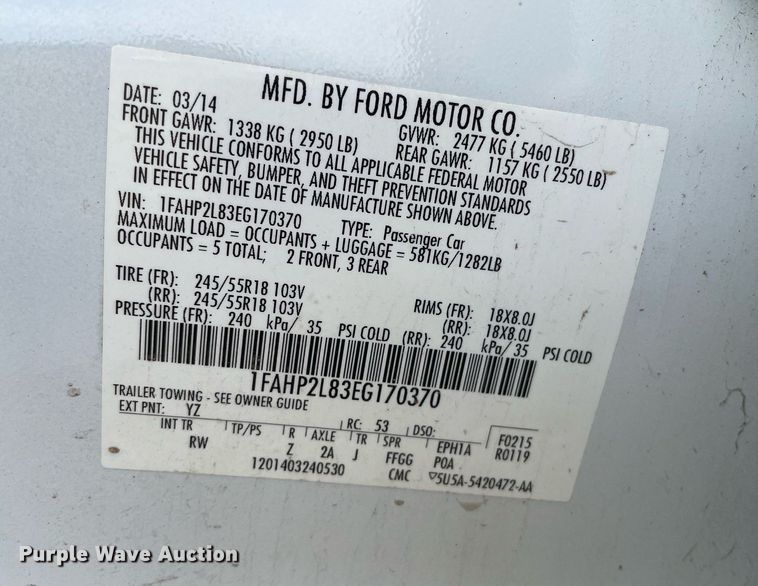 MFD. BY FORD MOTOR CO.
DATE: 03/14 GVWR: 2477 KG ( 5460 LB)
FRONT GAWR: 1338 KG ( 2950 LB) REAR GAWR: 1157 KG ( 2550 LB)
THIS VEHICLE CONFORMS TO ALL APPLICABLE FEDERAL MOTOR
VEHICLE SAFETY, BUMPER, AND THEFT PREVENTION STANDARDS
IN EFFECT ON THE DATE OF MANUFACTURE SHOWN ABOVE.
VIN: 1FAHP2L83EG170370 TYPE: Passenger Car
MAXIMUM LOAD = OCCUPANTS + LUGGAGE = 581KG/1282LB
OCCUPANTS = 5 TOTAL; 2 FRONT, 3 REAR
TIRE (FR): 245/55R18 103V RIMS (FR): 18X8.0J
(RR): 245/55R18 103V (RR): 18X8.0J
PRESSURE (FR): 240 kPa/ 35 PSI COLD (RR): 240 kPa/ 35 PSI COLD
1FAHP2L83EG170370
TRAILER TOWING - SEE OWNER GUIDE
EXT PNT: YZ RC: 53 DSO: F0215
INT TR TP/PS R AXLE TR SPR EPH1A R0119
RW Z 2A J FFGG POA
1201403240530 CMC ▽5U5A-5420472-AA
Purple Wave Auction